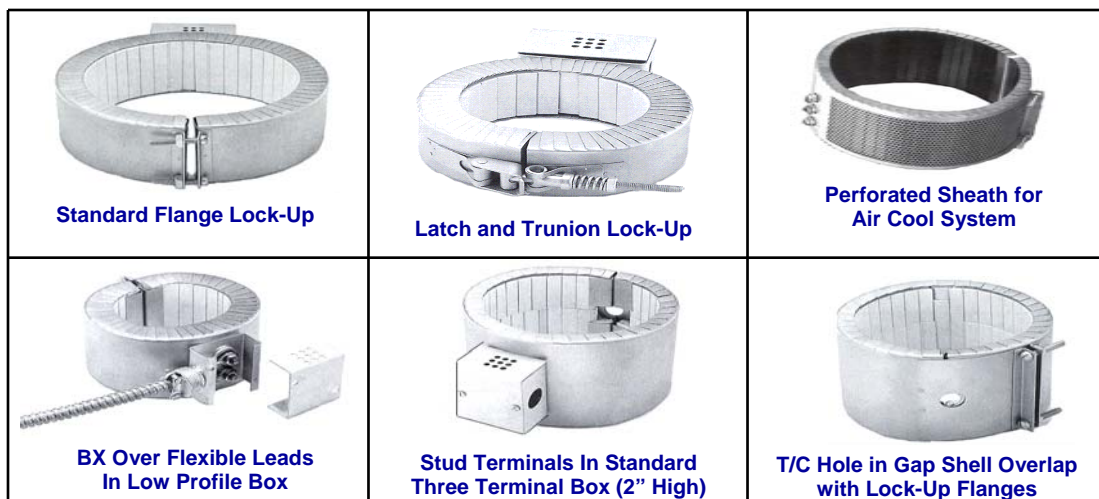 Standard Flange Lock-Up
Latch and Trunion Lock-Up
Perforated Sheath for
Air Cool System
BX Over Flexible Leads
In Low Profile Box
Stud Terminals In Standard
Three Terminal Box (2” High)
T/C Hole in Gap Shell Overlap
with Lock-Up Flanges